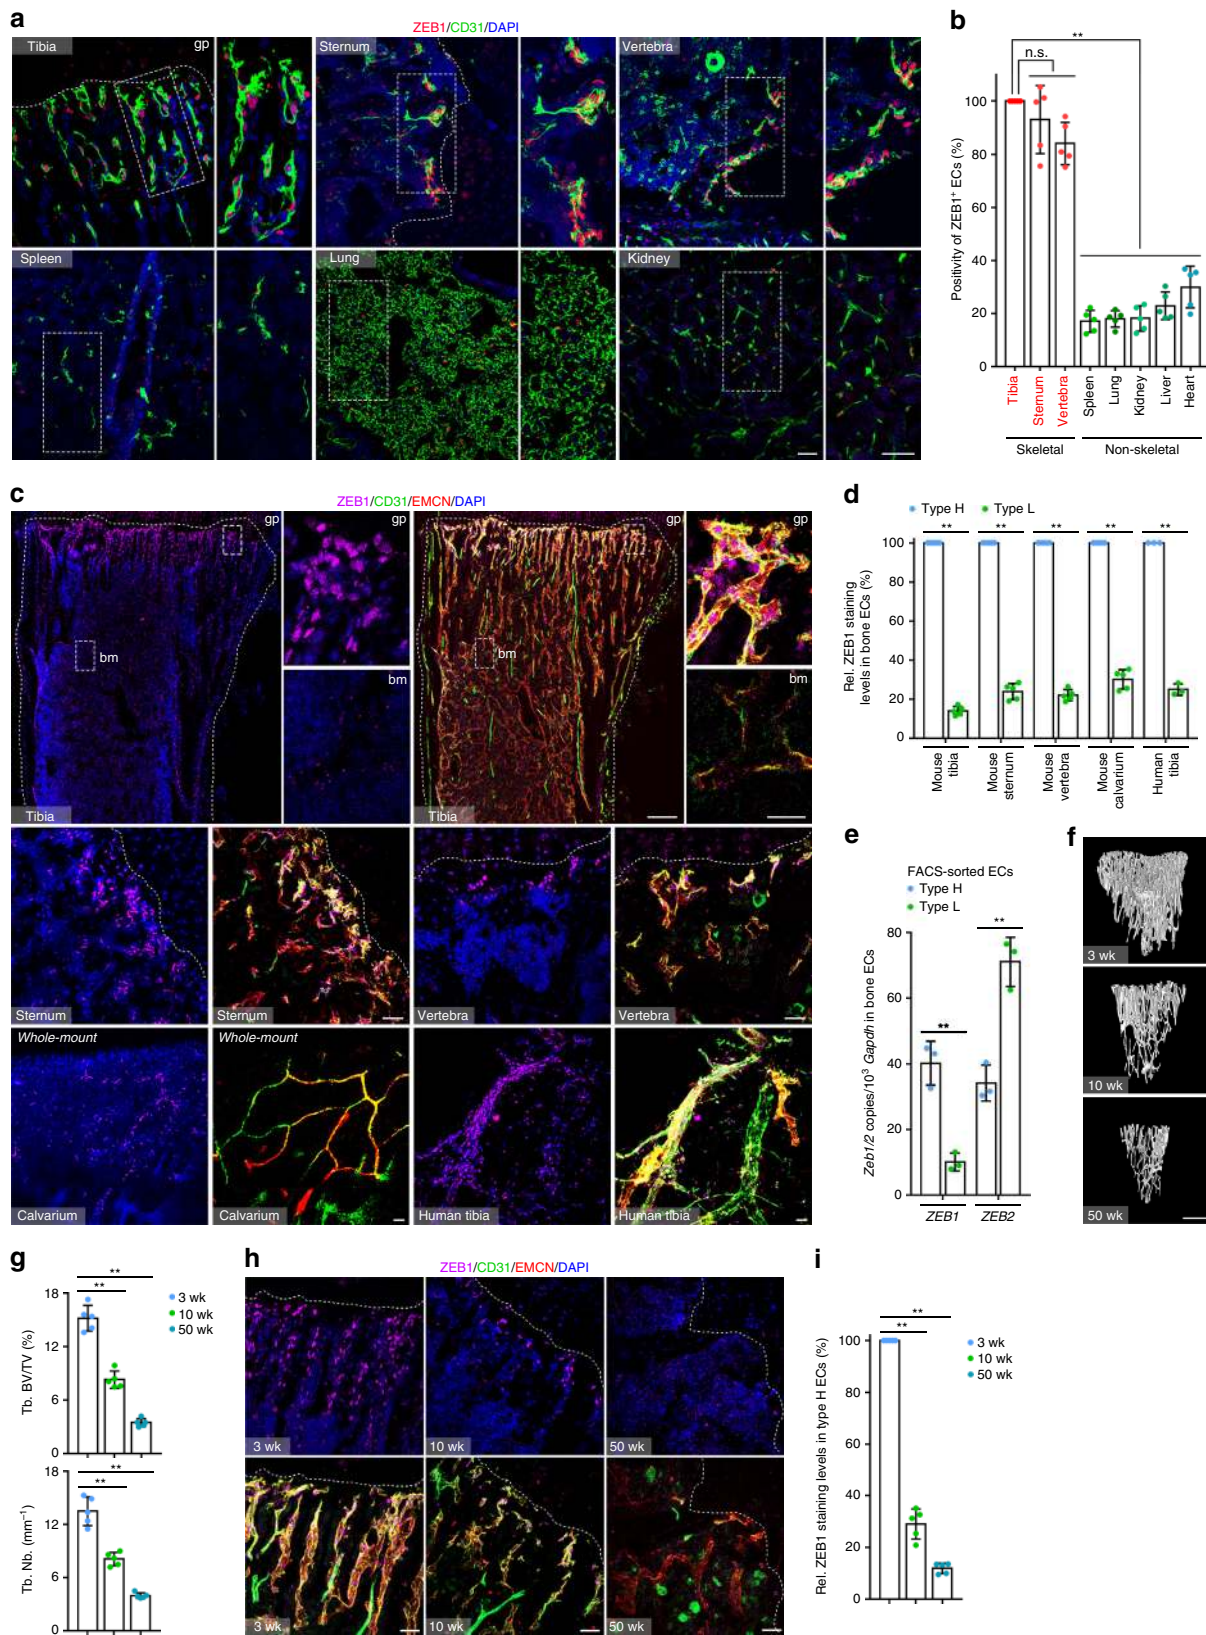 a
ZEB1/CD31/DAPI
Tibia
gp
Sternum
Vertebra
Spleen
Lung
Kidney
b
**
n.s.
Positivity of ZEB1⁺ ECs (%)
100
80
60
40
20
0
Tibia
Sternum
Vertebra
Spleen
Lung
Kidney
Liver
Heart
Skeletal
Non-skeletal
c
ZEB1/CD31/EMCN/DAPI
gp
gp
gp
gp
bm
bm
bm
bm
Tibia
Tibia
Sternum
Sternum
Vertebra
Vertebra
Whole-mount
Whole-mount
Calvarium
Calvarium
Human tibia
Human tibia
d
Type H
Type L
** ** ** ** **
Rel. ZEB1 staining
levels in bone ECs (%)
100
80
60
40
20
0
Mouse
tibia
Mouse
sternum
Mouse
vertebra
Mouse
calvarium
Human
tibia
e
FACS-sorted ECs
Type H
Type L
**
**
Zeb1/2 copies/10³ Gapdh in bone ECs
80
60
40
20
0
ZEB1
ZEB2
f
3 wk
10 wk
50 wk
g
**
**
3 wk
10 wk
50 wk
Tb. BV/TV (%)
18
12
6
0
**
**
Tb. Nb. (mm⁻¹)
18
12
6
0
h
ZEB1/CD31/EMCN/DAPI
3 wk
10 wk
50 wk
3 wk
10 wk
50 wk
i
**
**
3 wk
10 wk
50 wk
Rel. ZEB1 staining levels in type H ECs (%)
100
80
60
40
20
0